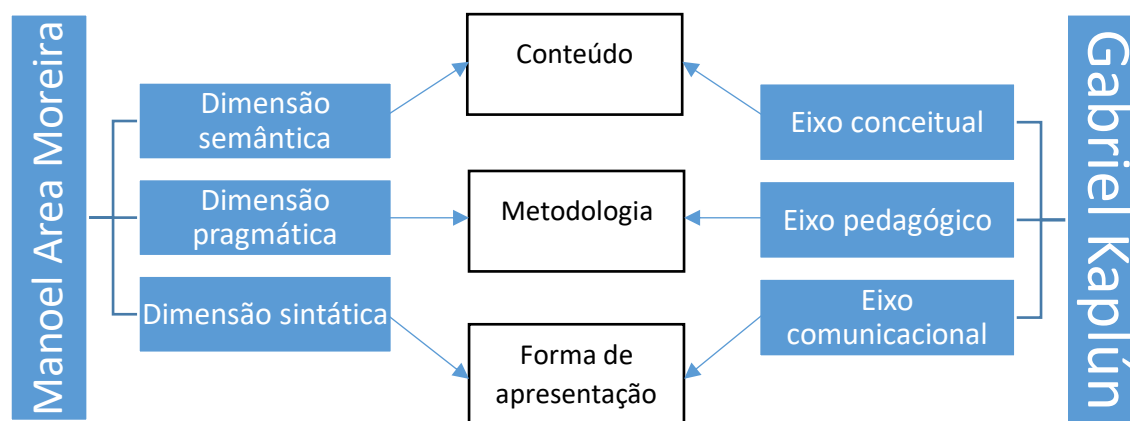 Manoel Area Moreira
Dimensão
semântica
Dimensão
pragmática
Dimensão sintática
Conteúdo
Metodologia
Forma de
apresentação
Eixo conceitual
Eixo pedagógico
Eixo
comunicacional
Gabriel Kaplún